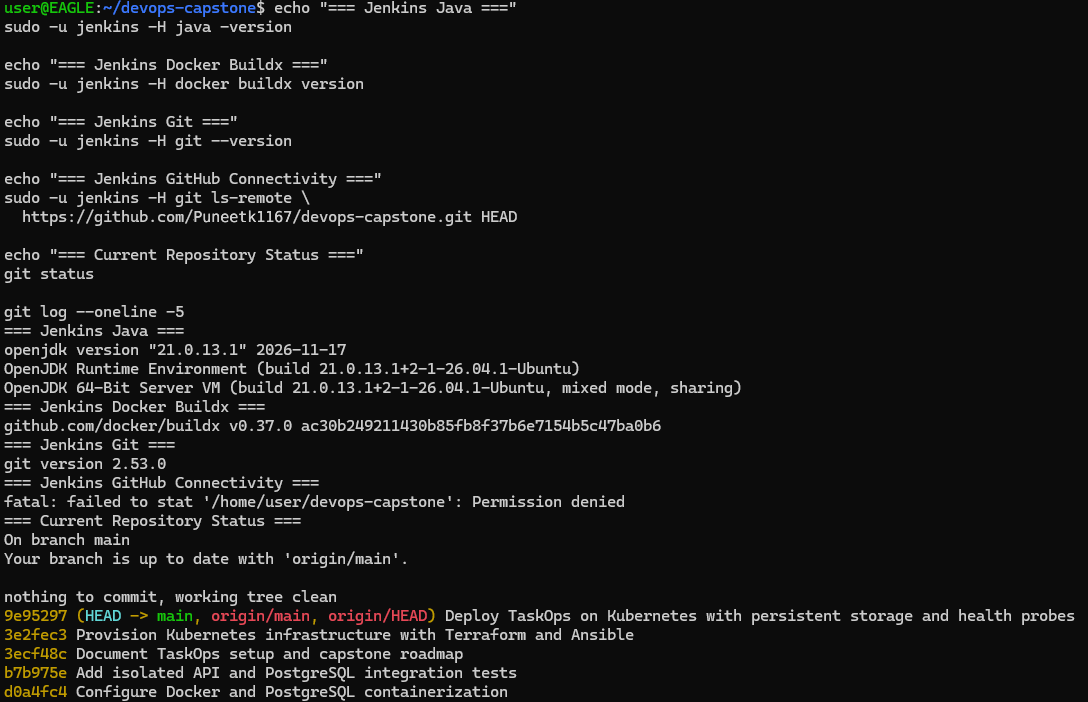 user@EAGLE:~/devops-capstone$ echo "=== Jenkins Java ==="
sudo -u jenkins -H java -version
echo "=== Jenkins Docker Buildx ==="
sudo -u jenkins -H docker buildx version
echo "=== Jenkins Git ==="
sudo -u jenkins -H git --version
echo "=== Jenkins GitHub Connectivity ==="
sudo -u jenkins -H git ls-remote \
  https://github.com/Puneetk1167/devops-capstone.git HEAD
echo "=== Current Repository Status ==="
git status
git log --oneline -5
=== Jenkins Java ===
openjdk version "21.0.13.1" 2026-11-17
OpenJDK Runtime Environment (build 21.0.13.1+2-1-26.04.1-Ubuntu)
OpenJDK 64-Bit Server VM (build 21.0.13.1+2-1-26.04.1-Ubuntu, mixed mode, sharing)
=== Jenkins Docker Buildx ===
github.com/docker/buildx v0.37.0 ac30b249211430b85fb8f37b6e7154b5c47ba0b6
=== Jenkins Git ===
git version 2.53.0
=== Jenkins GitHub Connectivity ===
fatal: failed to stat '/home/user/devops-capstone': Permission denied
=== Current Repository Status ===
On branch main
Your branch is up to date with 'origin/main'.
nothing to commit, working tree clean
9e95297 (HEAD -> main, origin/main, origin/HEAD) Deploy TaskOps on Kubernetes with persistent storage and health probes
3e2fec3 Provision Kubernetes infrastructure with Terraform and Ansible
3ecf48c Document TaskOps setup and capstone roadmap
b7b975e Add isolated API and PostgreSQL integration tests
d0a4fc4 Configure Docker and PostgreSQL containerization